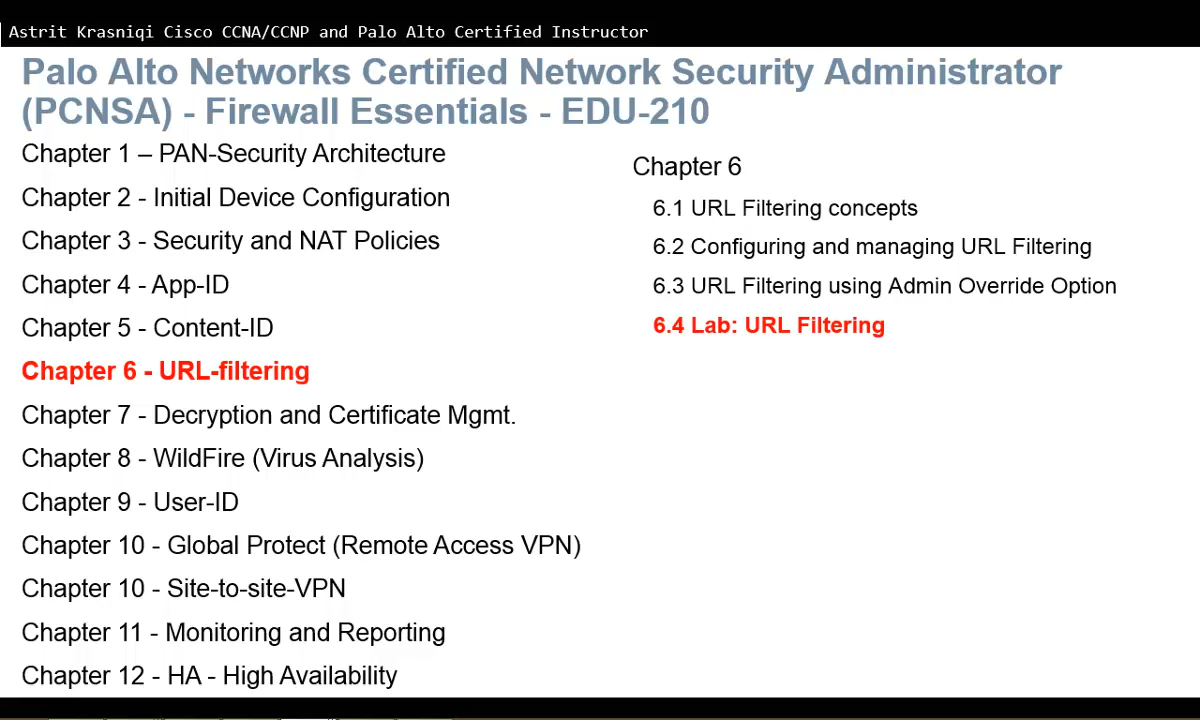 Astrit Krasniqi Cisco CCNA/CCNP and Palo Alto Certified Instructor
Palo Alto Networks Certified Network Security Administrator
(PCNSA) - Firewall Essentials - EDU-210
Chapter 1 – PAN-Security Architecture
Chapter 2 - Initial Device Configuration
Chapter 3 - Security and NAT Policies
Chapter 4 - App-ID
Chapter 5 - Content-ID
Chapter 6 - URL-filtering
Chapter 7 - Decryption and Certificate Mgmt.
Chapter 8 - WildFire (Virus Analysis)
Chapter 9 - User-ID
Chapter 10 - Global Protect (Remote Access VPN)
Chapter 10 - Site-to-site-VPN
Chapter 11 - Monitoring and Reporting
Chapter 12 - HA - High Availability
Chapter 6
6.1 URL Filtering concepts
6.2 Configuring and managing URL Filtering
6.3 URL Filtering using Admin Override Option
6.4 Lab: URL Filtering